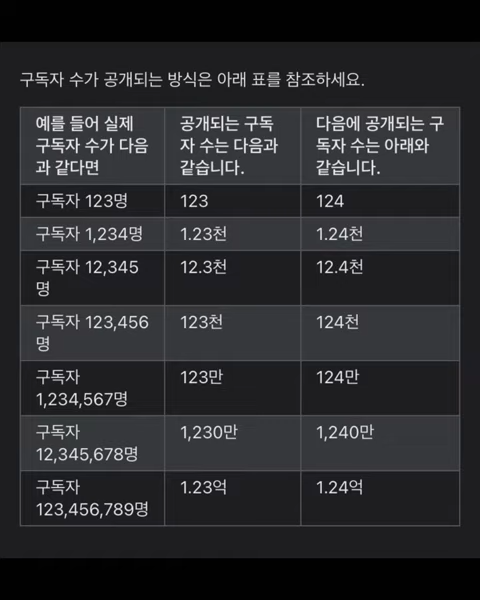 구독자 수가 공개되는 방식은 아래 표를 참조하세요.
예를 들어 실제 구독자 수가 다음과 같다면
공개되는 구독자 수는 다음과 같습니다.
다음에 공개되는 구독자 수는 아래와 같습니다.
구독자 123명
123
124
구독자 1,234명
1.23천
1.24천
구독자 12,345명
12.3천
12.4천
구독자 123,456명
123천
124천
구독자 1,234,567명
123만
124만
구독자 12,345,678명
1,230만
1,240만
구독자 123,456,789명
1.23억
1.24억